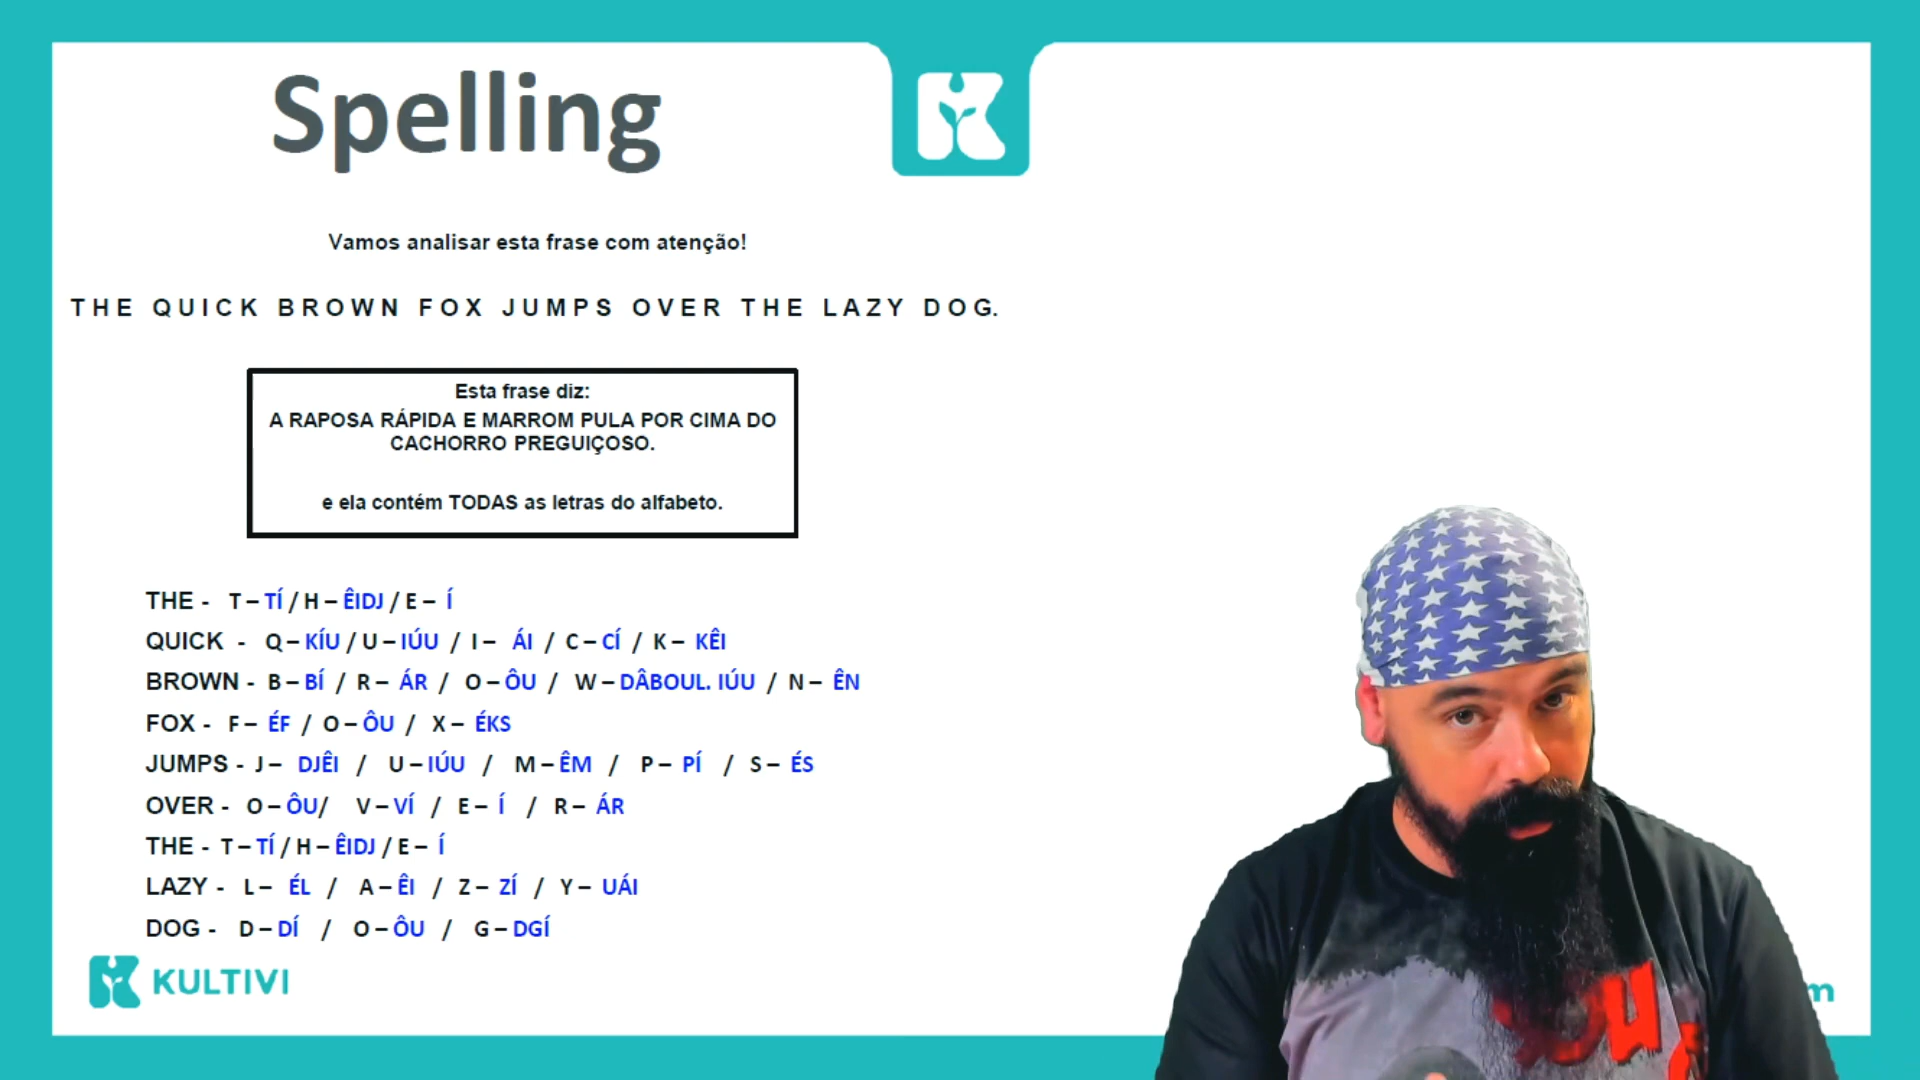 Spelling
Vamos analisar esta frase com atenção!
THE QUICK BROWN FOX JUMPS OVER THE LAZY DOG.
Esta frase diz:
A RAPOSA RÁPIDA E MARROM PULA POR CIMA DO
CACHORRO PREGUIÇOSO.
e ela contém TODAS as letras do alfabeto.
THE - T – TÍ / H – ÊIDJ / E – Í
QUICK - Q – KÍU / U – IÚU / I – ÁI / C – CÍ / K – KÊI
BROWN - B – BÍ / R – ÁR / O – ÔU / W – DÂBOUL. IÚU / N – ÊN
FOX - F – ÉF / O – ÔU / X – ÉKS
JUMPS - J – DJÊI / U – IÚU / M – ÊM / P – PÍ / S – ÉS
OVER - O – ÔU/ V – VÍ / E – Í / R – ÁR
THE - T – TÍ / H – ÊIDJ / E – Í
LAZY - L – ÉL / A – ÊI / Z – ZÍ / Y – UÁI
DOG - D – DÍ / O – ÔU / G – DGÍ
KULTIVI